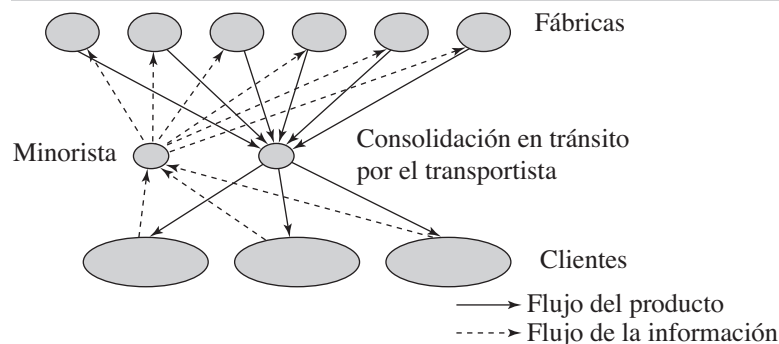 Fábricas
Minorista
Consolidación en tránsito
por el transportista
Clientes
Flujo del producto
Flujo de la información